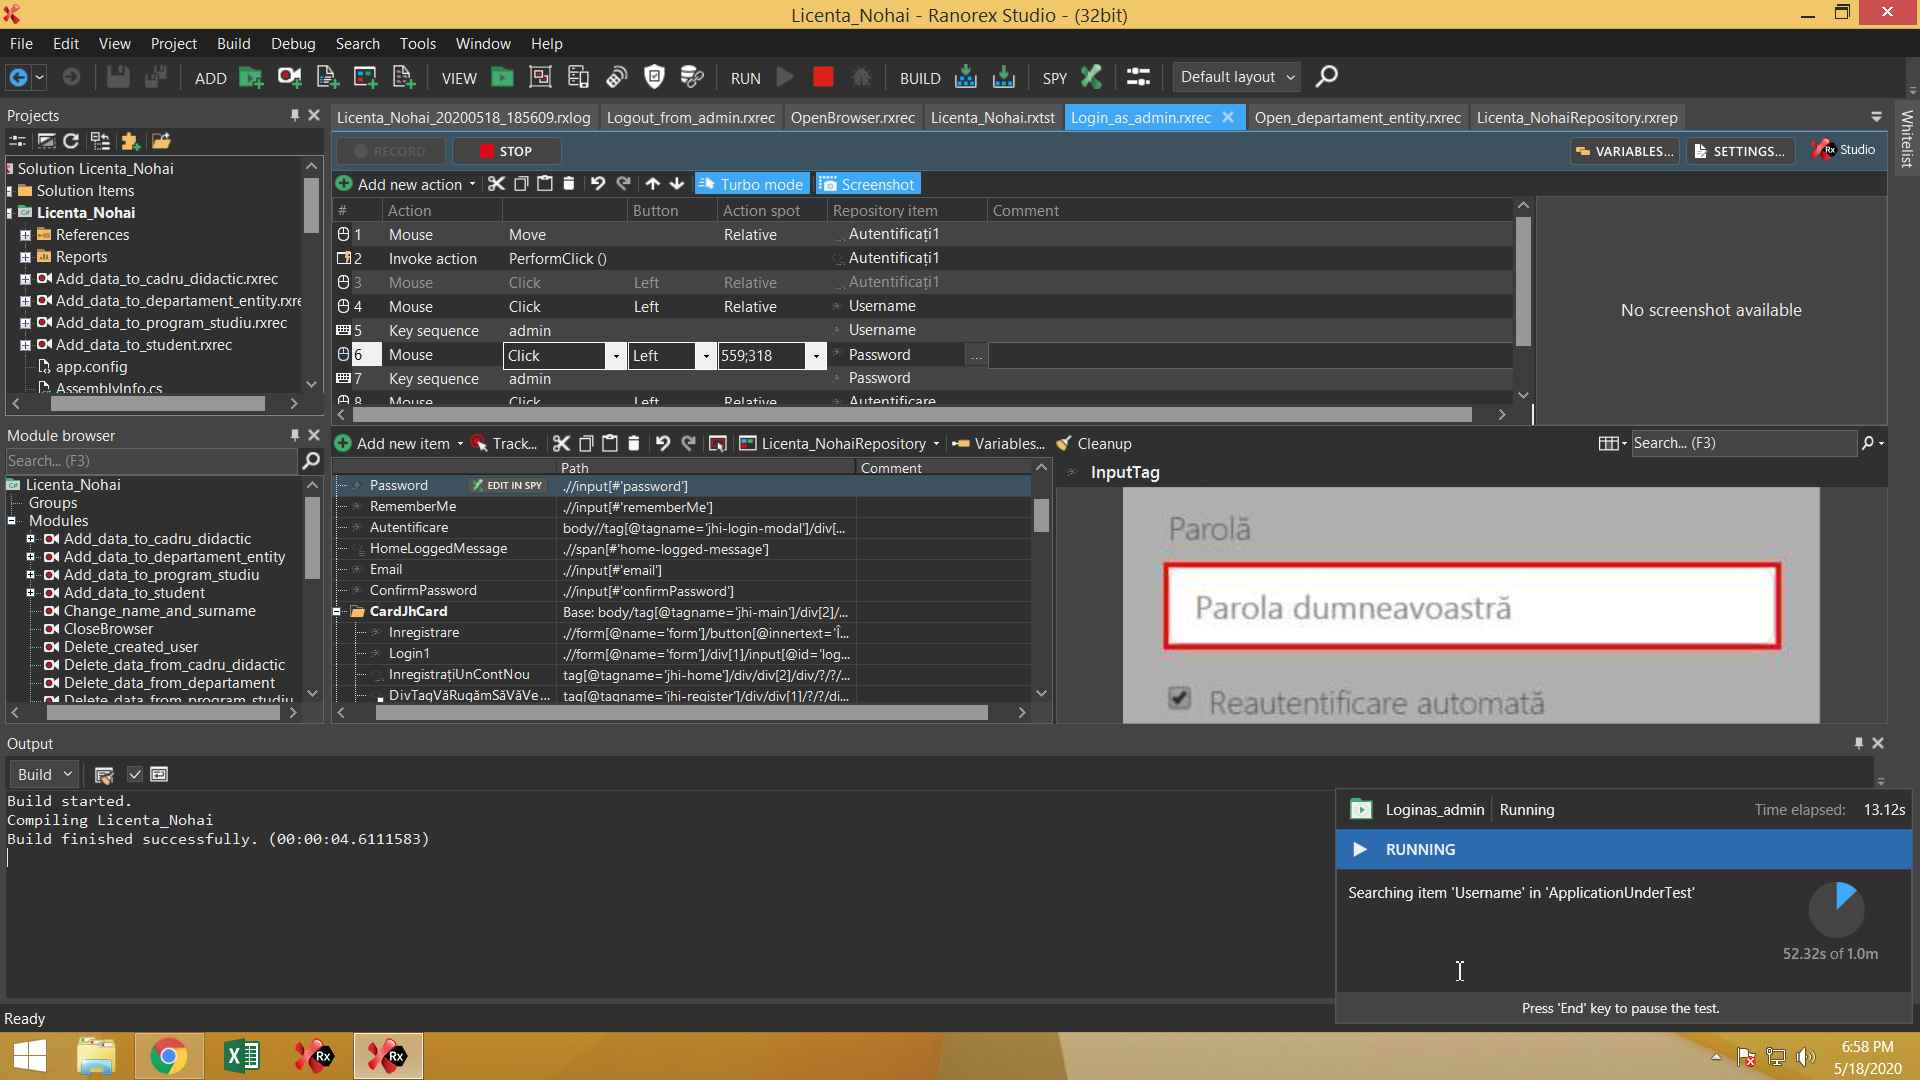 Licenta_Nohai - Ranorex Studio - (32bit)
File Edit View Project Build Debug Search Tools Window Help
ADD VIEW RUN BUILD SPY Default layout
Projects
Solution Licenta_Nohai
Solution Items
Licenta_Nohai
References
Reports
Add_data_to_cadru_didactic.rxrec
Add_data_to_departament_entity.rxre
Add_data_to_program_studiu.rxrec
Add_data_to_student.rxrec
app.config
AssemblyInfo.cs
Licenta_Nohai_20200518_185609.rxlog Logout_from_admin.rxrec OpenBrowser.rxrec Licenta_Nohai.rxtst Login_as_admin.rxrec Open_departament_entity.rxrec Licenta_NohaiRepository.rxrep
Whitelist
RECORD STOP VARIABLES... SETTINGS... Rx Studio
Add new action Turbo mode Screenshot
# Action Button Action spot Repository item Comment
1 Mouse Move Relative Autentificați1
2 Invoke action PerformClick () Autentificați1
3 Mouse Click Left Relative Autentificați1
4 Mouse Click Left Relative Username
5 Key sequence admin Username
6 Mouse Click Left 559;318 Password ...
7 Key sequence admin Password
8 Mouse Click Left Relative Autentificare
No screenshot available
Module browser
Search... (F3)
Licenta_Nohai
Groups
Modules
Add_data_to_cadru_didactic
Add_data_to_departament_entity
Add_data_to_program_studiu
Add_data_to_student
Change_name_and_surname
CloseBrowser
Delete_created_user
Delete_data_from_cadru_didactic
Delete_data_from_departament
Delete_data_from_program_studiu
Add new item Track... Licenta_NohaiRepository Variables... Cleanup Search... (F3)
Path Comment
Password EDIT IN SPY .//input[#'password']
RememberMe .//input[#'rememberMe']
Autentificare body//tag[@tagname='jhi-login-modal']/div[...
HomeLoggedMessage .//span[#'home-logged-message']
Email .//input[#'email']
ConfirmPassword .//input[#'confirmPassword']
CardJhCard Base: body/tag[@tagname='jhi-main']/div[2]/...
Inregistrare .//form[@name='form']/button[@innertext='Î...
Login1 .//form[@name='form']/div[1]/input[@id='log...
InregistrațiUnContNou tag[@tagname='jhi-home']/div/div[2]/div/?/?/...
DivTagVăRugămSăVăVe... tag[@tagname='jhi-register']/div/div[1]/?/?/di...
InputTag
Parolă
Parola dumneavoastră
Reautentificare automată
Output
Build
Build started.
Compiling Licenta_Nohai
Build finished successfully. (00:00:04.6111583)
Loginas_admin Running Time elapsed: 13.12s
RUNNING
Searching item 'Username' in 'ApplicationUnderTest'
52.32s of 1.0m
Press 'End' key to pause the test.
Ready
Rx
Rx
6:58 PM
5/18/2020